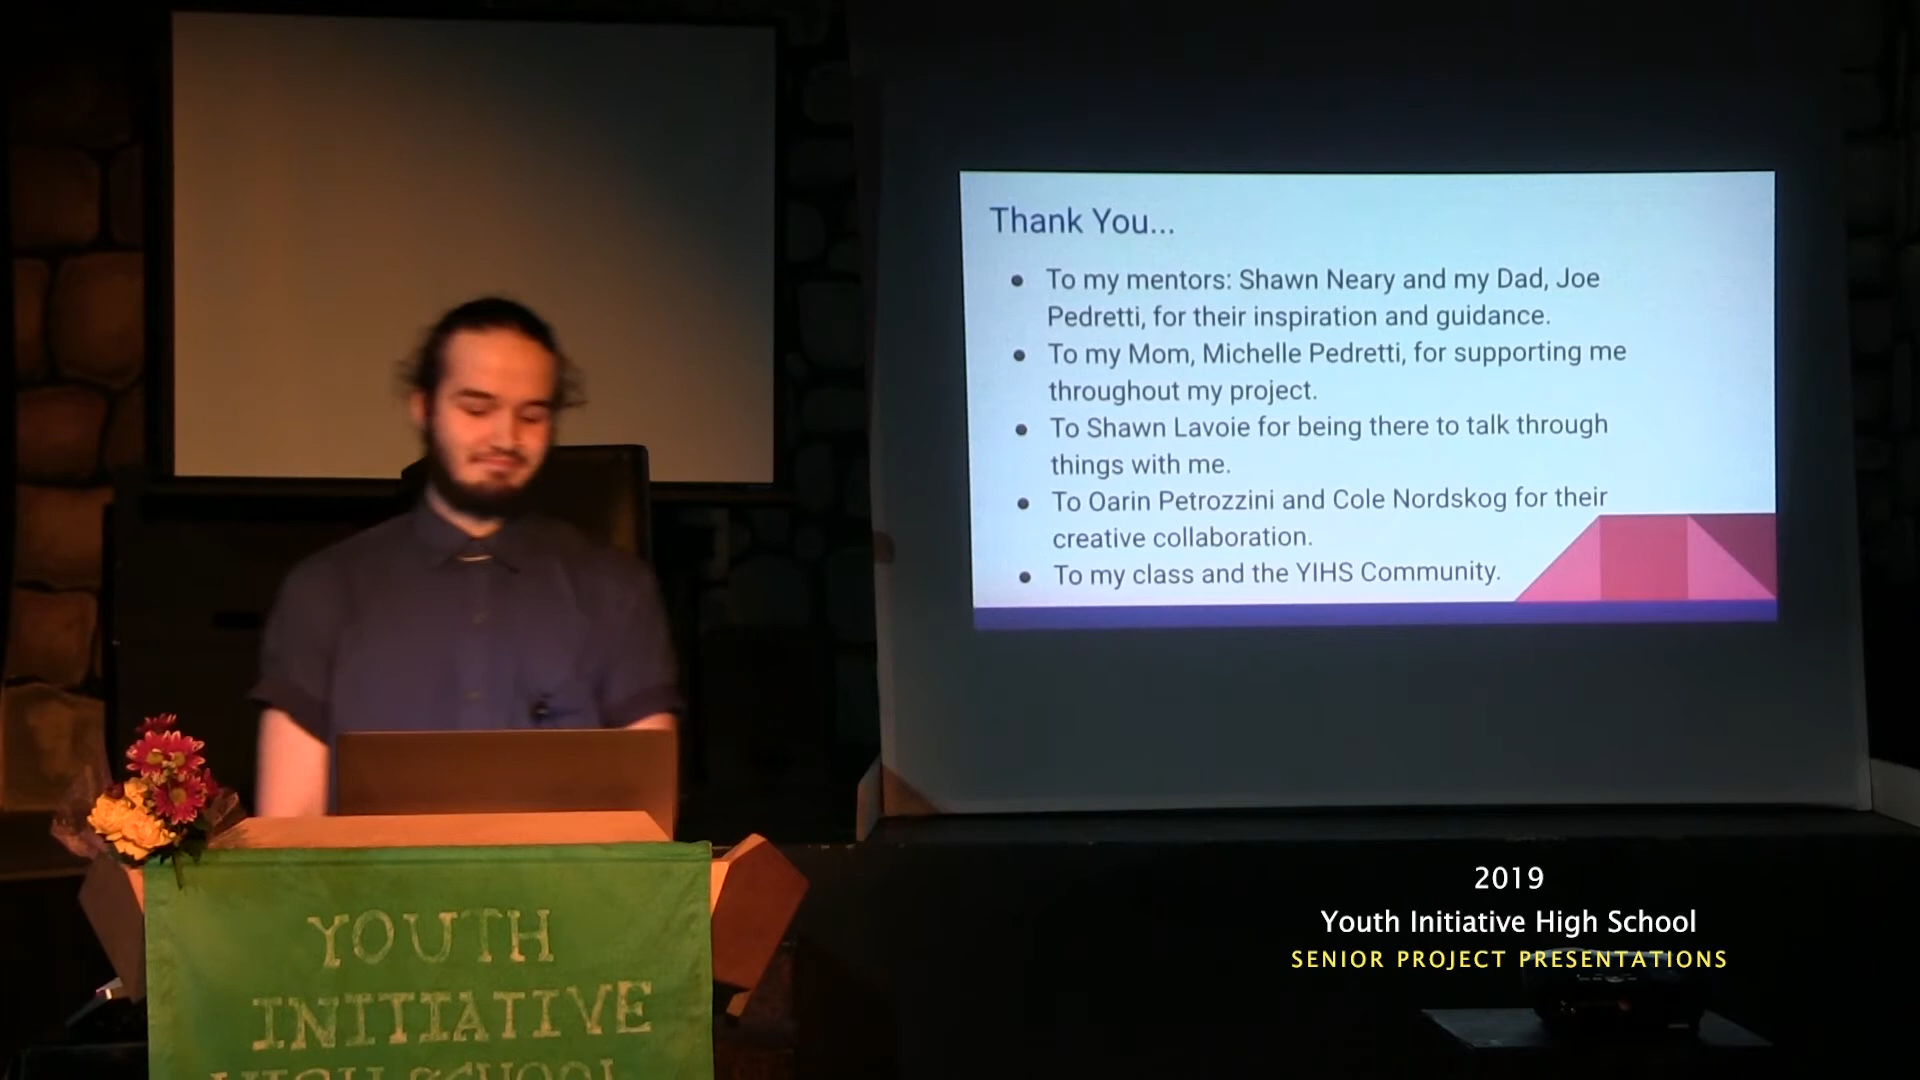 Thank You...
● To my mentors: Shawn Neary and my Dad, Joe
Pedretti, for their inspiration and guidance.
● To my Mom, Michelle Pedretti, for supporting me
throughout my project.
● To Shawn Lavoie for being there to talk through
things with me.
● To Oarin Petrozzini and Cole Nordskog for their
creative collaboration.
● To my class and the YIHS Community.
2019
Youth Initiative High School
SENIOR PROJECT PRESENTATIONS
YOUTH
INITIATIVE
HIGH SCHOOL